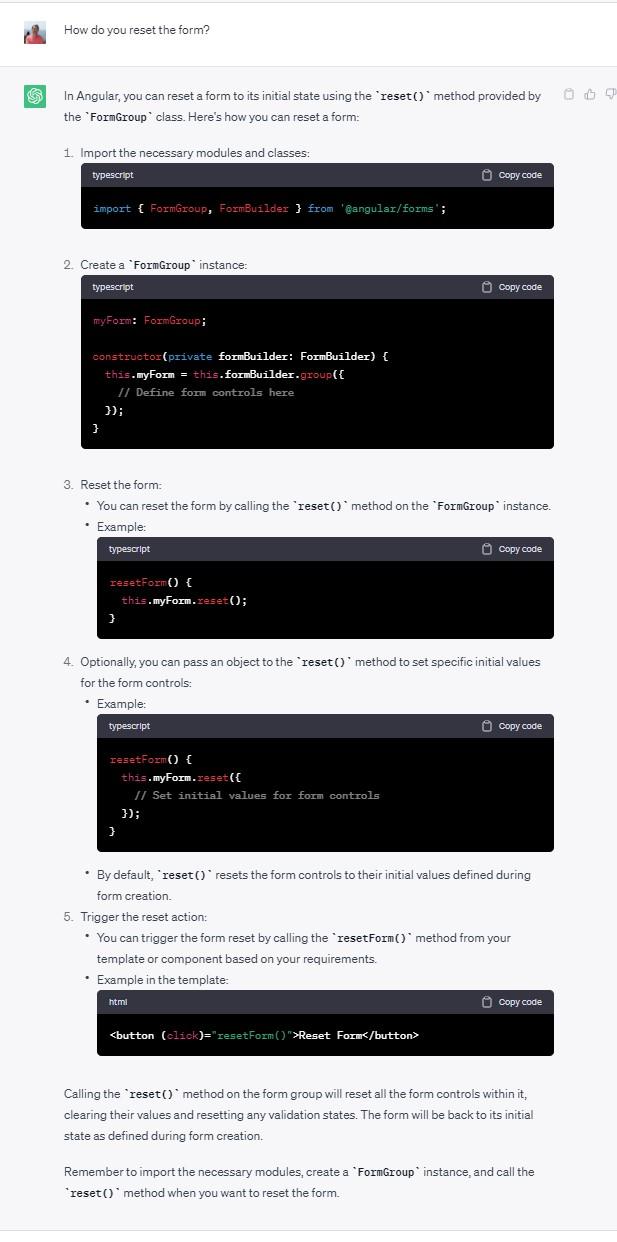 How do you reset the form?
In Angular, you can reset a form to its initial state using the `reset()` method provided by
the `FormGroup` class. Here's how you can reset a form:
1. Import the necessary modules and classes:
typescript Copy code
import { FormGroup, FormBuilder } from '@angular/forms';
2. Create a `FormGroup` instance:
typescript Copy code
myForm: FormGroup;
constructor(private formBuilder: FormBuilder) {
this.myForm = this.formBuilder.group({
// Define form controls here
});
}
3. Reset the form:
• You can reset the form by calling the `reset()` method on the `FormGroup` instance.
• Example:
typescript Copy code
resetForm() {
this.myForm.reset();
}
4. Optionally, you can pass an object to the `reset()` method to set specific initial values
for the form controls:
• Example:
typescript Copy code
resetForm() {
this.myForm.reset({
// Set initial values for form controls
});
}
• By default, `reset()` resets the form controls to their initial values defined during
form creation.
5. Trigger the reset action:
• You can trigger the form reset by calling the `resetForm()` method from your
template or component based on your requirements.
• Example in the template:
html Copy code
<button (click)="resetForm()">Reset Form</button>
Calling the `reset()` method on the form group will reset all the form controls within it,
clearing their values and resetting any validation states. The form will be back to its initial
state as defined during form creation.
Remember to import the necessary modules, create a `FormGroup` instance, and call the
`reset()` method when you want to reset the form.